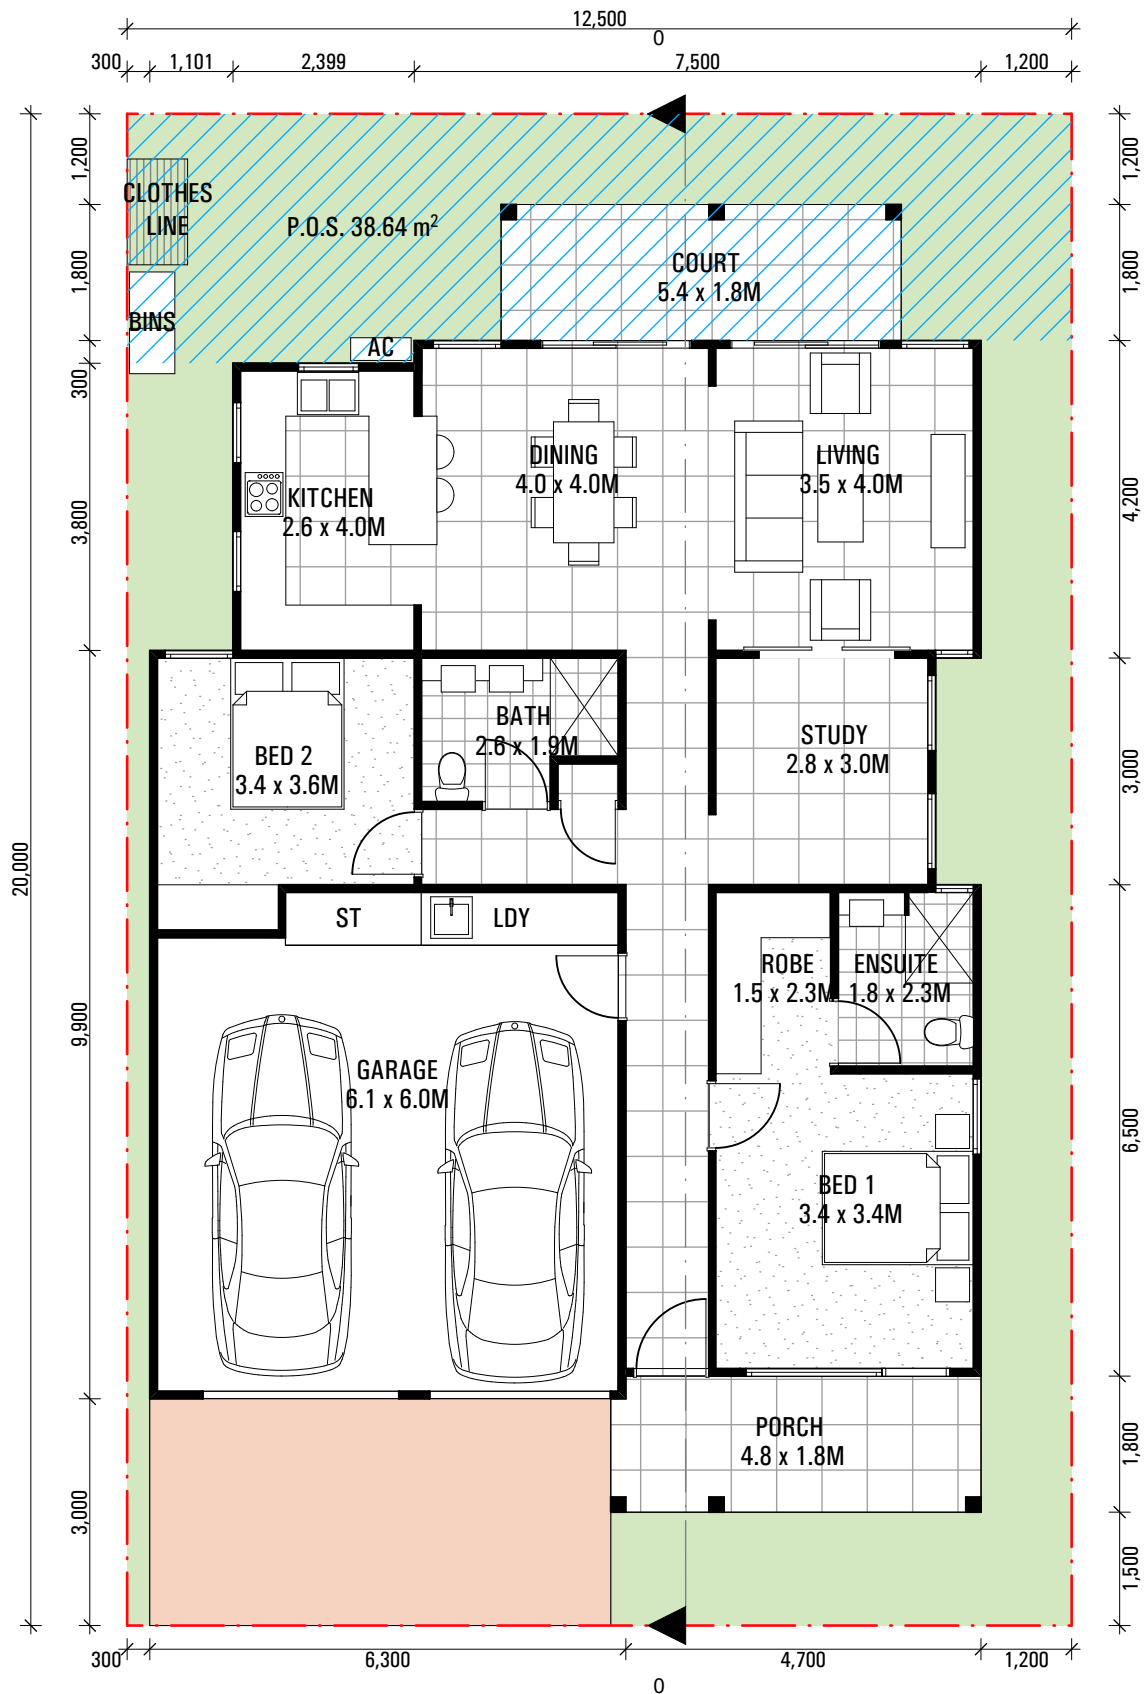 12,500
0
300
1,101
2,399
7,500
1,200
1,200
1,200
CLOTHES
LINE
P.O.S. 38.64 m²
COURT
5.4 x 1.8M
1,800
1,800
BINS
AC
300
DINING
4.0 x 4.0M
LIVING
3.5 x 4.0M
KITCHEN
2.6 x 4.0M
3,800
4,200
BATH
2.6 x 1.9M
STUDY
2.8 x 3.0M
BED 2
3.4 x 3.6M
3,000
20,000
ST
LDY
ROBE
1.5 x 2.3M
ENSUITE
1.8 x 2.3M
9,900
GARAGE
6.1 x 6.0M
6,500
BED 1
3.4 x 3.4M
PORCH
4.8 x 1.8M
1,800
3,000
1,500
300
6,300
4,700
1,200
0